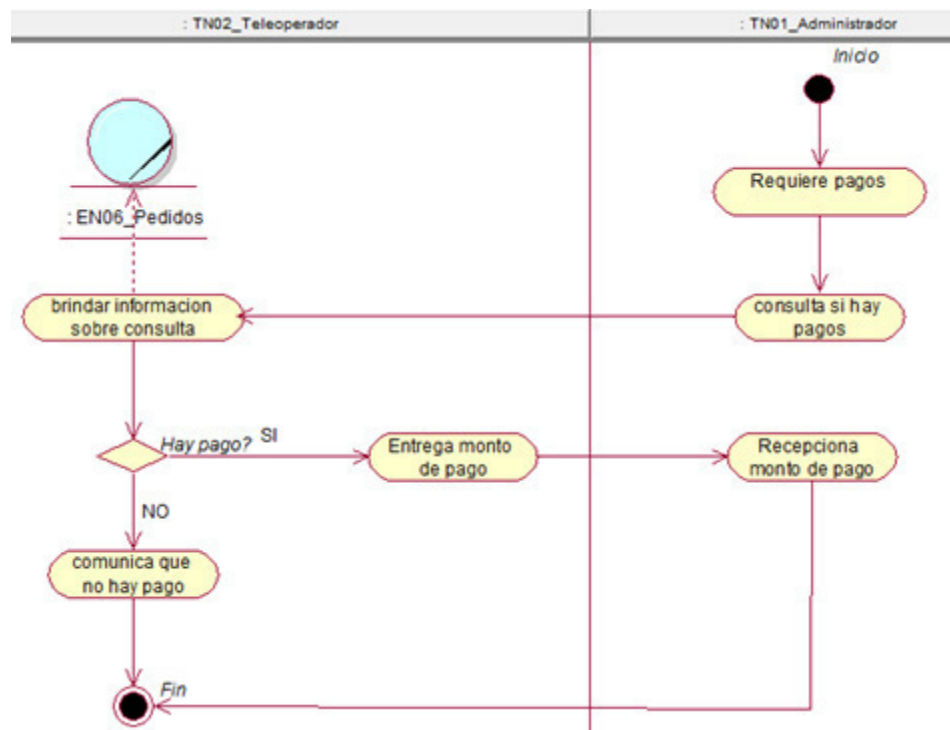 : TN02_Teleoperador
: TN01_Administrador
Inicio
Requiere pagos
: EN06_Pedidos
brindar informacion
sobre consulta
consulta si hay
pagos
Hay pago?
SI
Entrega monto
de pago
Recepciona
monto de pago
NO
comunica que
no hay pago
Fin